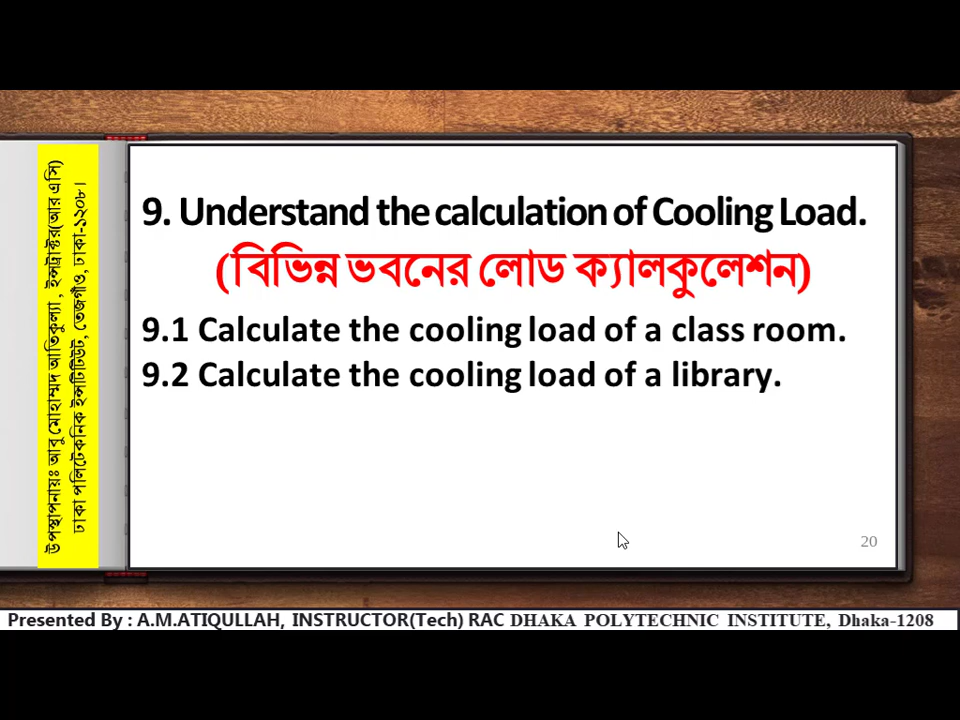 9. Understand the calculation of Cooling Load.
(বিভিন্ন ভবনের লোড ক্যালকুলেশন)
9.1 Calculate the cooling load of a class room.
9.2 Calculate the cooling load of a library.
20
উপস্থাপনায়ঃ আবু মোহাম্মদ আতিকুল্যা , ইন্সট্রাক্টর(আর এসি)
ঢাকা পলিটেকনিক ইন্সটিটিউট, তেজগাঁও, ঢাকা-১২০৮।
Presented By : A.M.ATIQULLAH, INSTRUCTOR(Tech) RAC DHAKA POLYTECHNIC INSTITUTE, Dhaka-1208